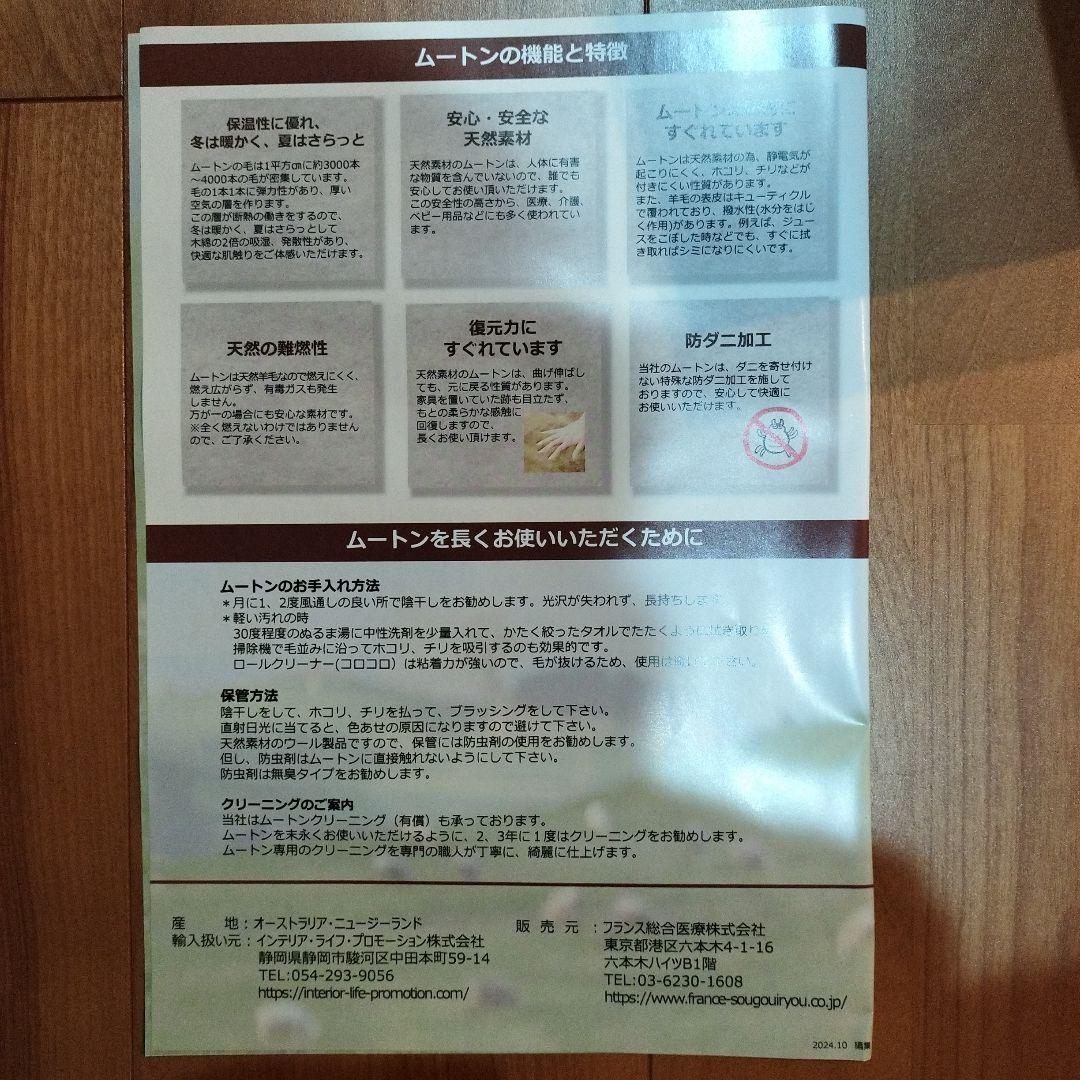 ムートンの機能と特徴
保温性に優れ、
冬は暖かく、夏はさらっと
ムートンの毛は1平方㎝に約3000本
～4000本の毛が密集しています。
毛の1本1本に弾力性があり、厚い
空気の層を作ります。
この層が断熱の働きをするので、
冬は暖かく、夏はさらっとして
木綿の2倍の吸湿、発散性があり、
快適な肌触りをご体感いただけます。
安心・安全な
天然素材
天然素材のムートンは、人体に有害
な物質を含んでいないので、誰でも
安心してお使い頂いただけます。
この安全性の高さから、医療、介護、
ベビー用品などにも多く使われてい
ます。
ムートン
に
すぐれています
ムートンは天然素材の為、静電気が
起こりにくく、ホコリ、チリなどが
付きにくい性質があります。
また、羊毛の表皮はキューティクル
で覆われており、撥水性(水分をはじ
く作用)があります。例えば、ジュー
スをこぼした時などでも、すぐに拭
き取ればシミになりにくいです。
天然の難燃性
ムートンは天然羊毛なので燃えにくく、
燃え広がらず、有毒ガスも発生
しません。
万が一の場合にも安心な素材です。
※全く燃えないわけではありません
ので、ご了承ください。
復元力に
すぐれています
天然素材のムートンは、曲げ伸ばし
ても、元に戻る性質があります。
家具を置いていた跡も目立たず、
もとの柔らかな感触に
回復しますので、
長くお使い頂けます。
防ダニ加工
当社のムートンは、ダニを寄せ付け
ない特殊な防ダニ加工を施して
おりますので、安心して快適に
お使いいただけます。
ムートンを長くお使いいただくために
ムートンのお手入れ方法
＊月に1、2度風通しの良い所で陰干しをお勧めします。光沢が失われず、長持ちします
＊軽い汚れの時
30度程度のぬるま湯に中性洗剤を少量入れて、かたく絞ったタオルでたたくように拭き取り
掃除機で毛並みに沿ってホコリ、チリを吸引するのも効果的です。
ロールクリーナー(コロコロ）は粘着力が強いので、毛が抜けるため、使用は
さい。
保管方法
陰干しをして、ホコリ、チリを払って、ブラッシングをして下さい。
直射日光に当てると、色あせの原因になりますので避けて下さい。
天然素材のウール製品ですので、保管には防虫剤の使用をお勧めします。
但し、防虫剤はムートンに直接触れないようにして下さい。
防虫剤は無臭タイプをお勧めします。
クリーニングのご案内
当社はムートンクリーニング（有償）も承っております。
ムートンを末永くお使いいただけるように、2、3年に１度はクリーニングをお勧めします。
ムートン専用のクリーニングを専門の職人が丁寧に、綺麗に仕上げます。
産　　地：オーストラリア・ニュージーランド
輸入扱い元：インテリア・ライフ・プロモーション株式会社
静岡県静岡市駿河区中田本町59-14
TEL:054-293-9056
https://interior-life-promotion.com/
販 売 元：フランス総合医療株式会社
東京都港区六本木4-1-16
六本木ハイツB1階
TEL:03-6230-1608
https://www.france-sougouiryou.co.jp/
2024.10 編集